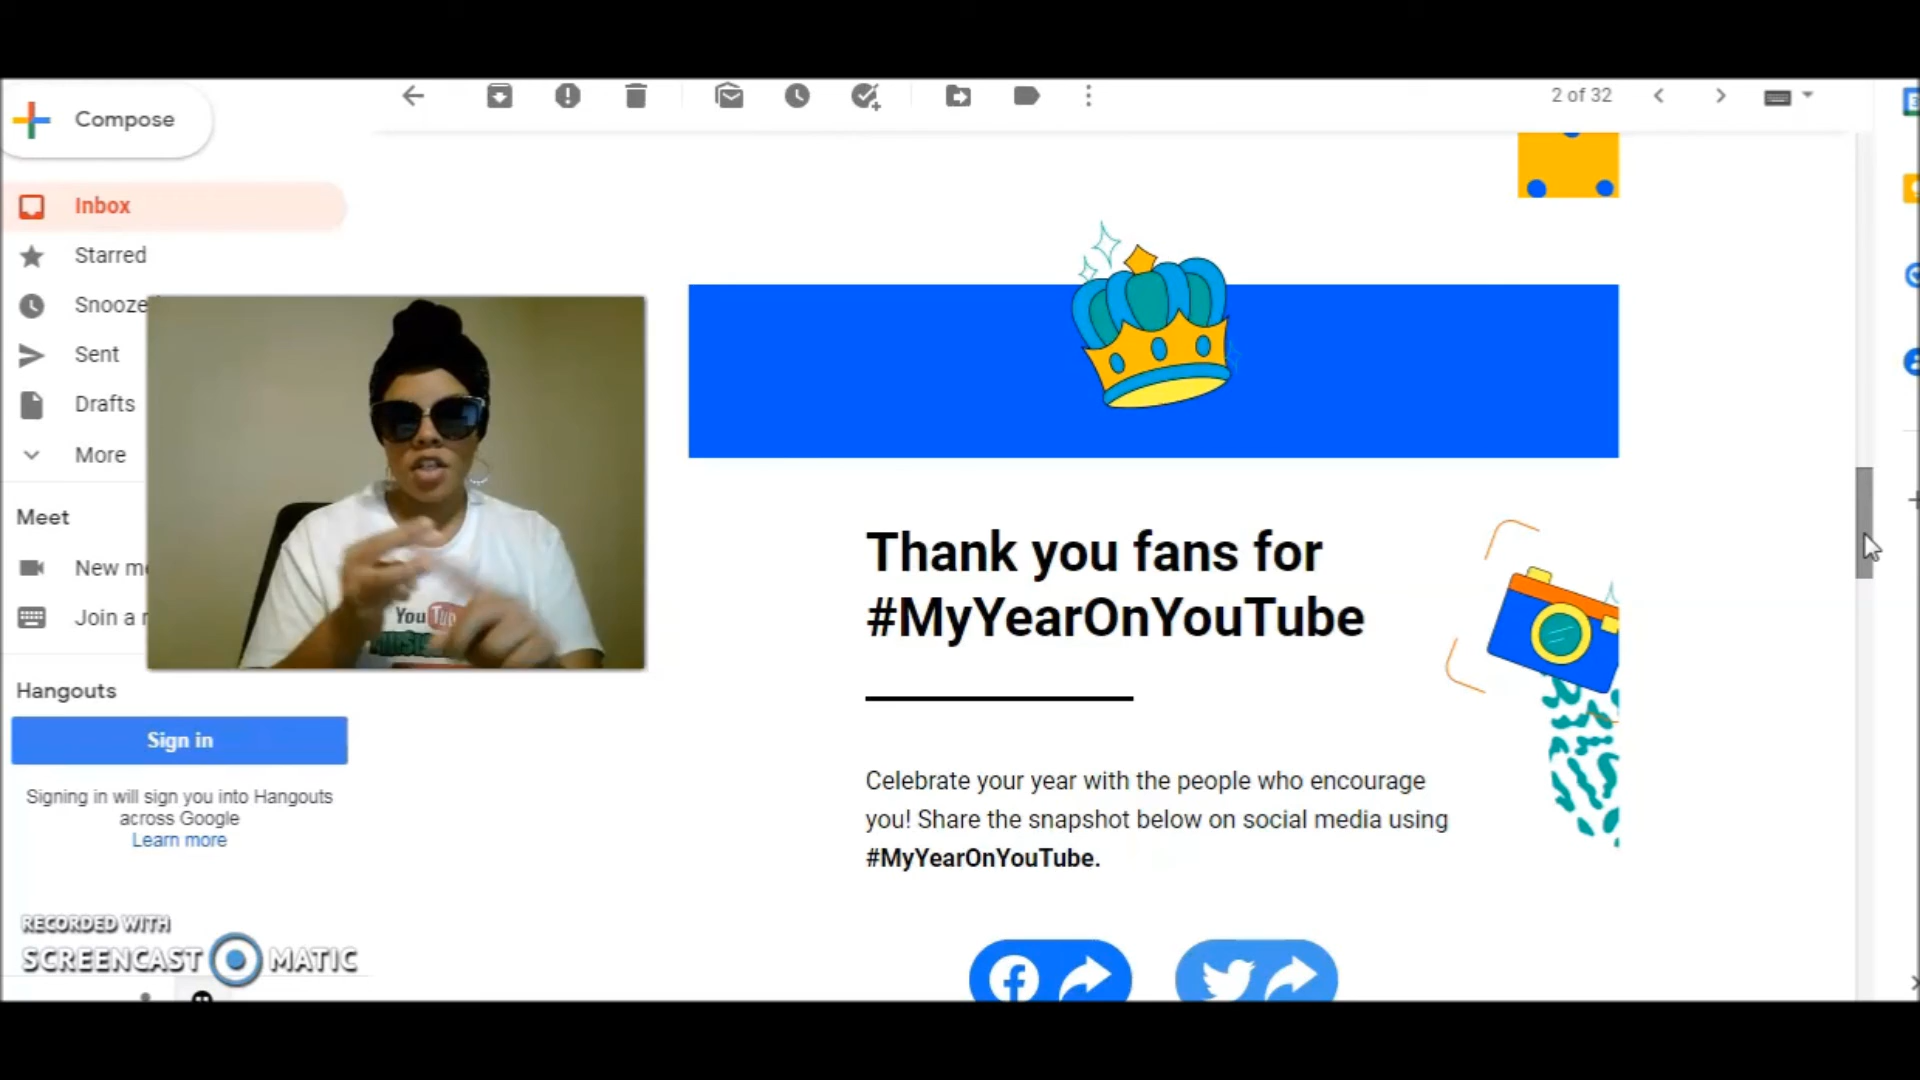 Compose
2 of 32
Inbox
Starred
Snooze
Sent
Drafts
More
Meet
New m
Join a
Hangouts
Sign in
Signing in will sign you into Hangouts
across Google
Learn more
You Tu
Thank you fans for
#MyYearOnYouTube
Celebrate your year with the people who encourage
you! Share the snapshot below on social media using
#MyYearOnYouTube.
RECORDED WITH
SCREENCAST MATIC